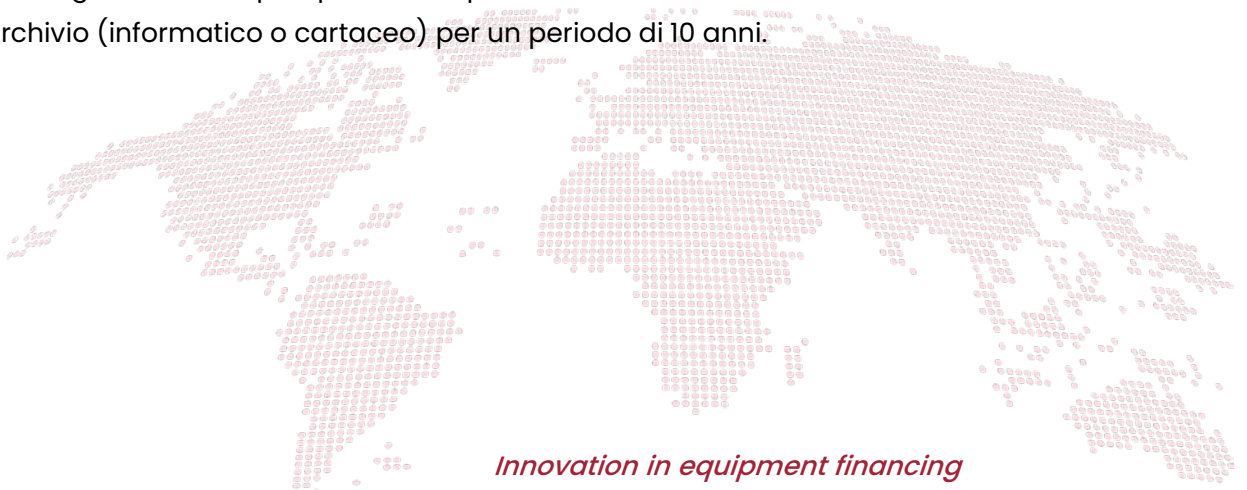 rchivio (informatico o cartaceo) per un periodo di 10 anni.
Innovation in equipment financing